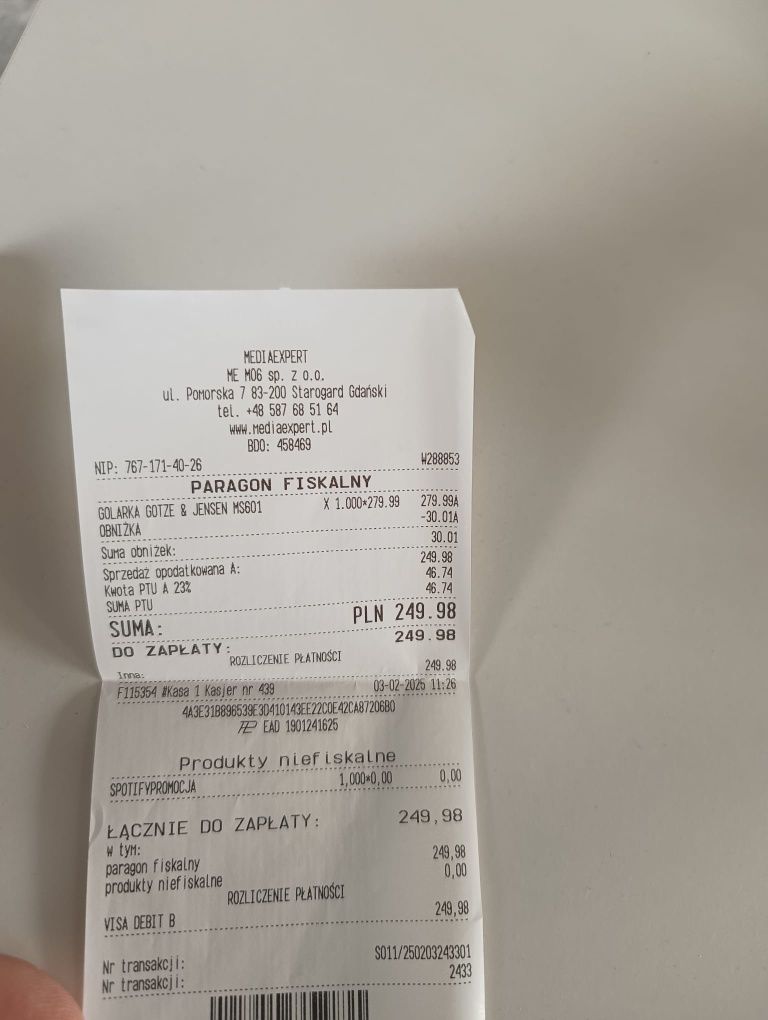 MEDIAEXPERT
ME M06 sp. z o.o.
ul. Pomorska 7 83-200 Starogard Gdański
tel. +48 587 68 51 64
www.mediaexpert.pl
BDO: 458469
NIP: 767-171-40-26 W288853
PARAGON FISKALNY
GOLARKA GOTZE & JENSEN MS601 X 1.000*279.99 279.99A
OBNIŻKA -30.01A
Suma obniżek: 30.01
Sprzedaż opodatkowana A: 249.98
Kwota PTU A 23% 46.74
SUMA PTU 46.74
SUMA: PLN 249.98
DO ZAPŁATY: 249.98
ROZLICZENIE PŁATNOŚCI
Inna: 249.98
F115354 #Kasa 1 Kasjer nr 439 03-02-2025 11:26
4A3E31B896539E3D410143EE22C0E42CA87206B0
EAD 1901241625
Produkty niefiskalne
SPOTIFYPROMOCJA 1,000*0,00 0,00
ŁĄCZNIE DO ZAPŁATY: 249,98
w tym:
paragon fiskalny 249,98
produkty niefiskalne 0,00
ROZLICZENIE PŁATNOŚCI
VISA DEBIT B 249,98
Nr transakcji: S011/250203243301
Nr transakcji: 2433